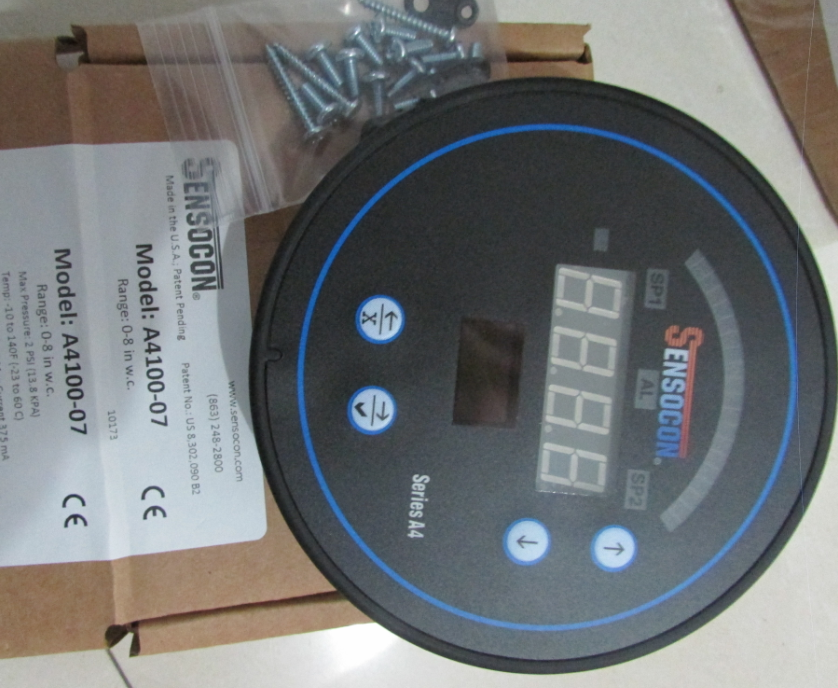 SENSOCON®
Made in the U.S.A.; Patent Pending
Patent No.: US 8,302,090 B2
www.sensocon.com
(863) 248-2800
Model: A4100-07
Range: 0-8 in w.c.
10173
CE
Model: A4100-07
Range: 0-8 in w.c.
Max Pressure: 2 PSI (13.8 KPA)
Temp: -10 to 140F (-23 to 60 C)
CE
SENSOCON®
SP1
AL
SP2
8.8.8.8
X
Series A4